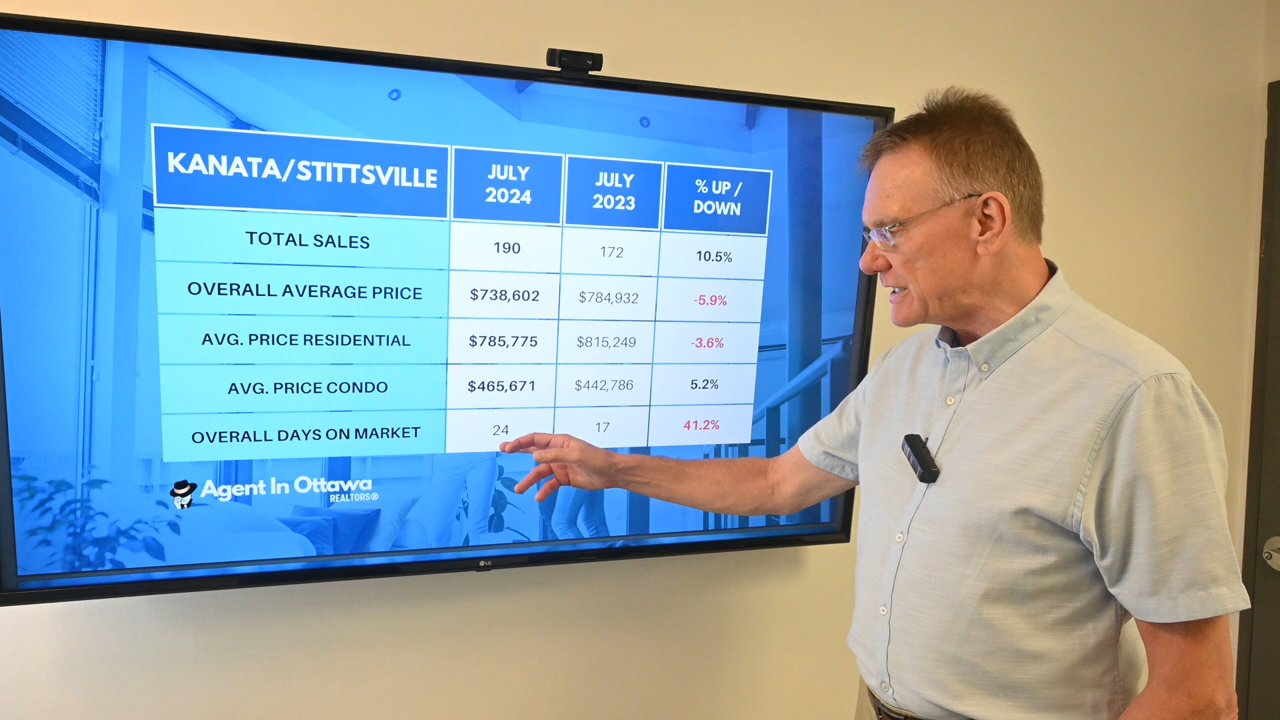 KANATA/STITTSVILLE
JULY
2024
JULY
2023
% UP /
DOWN
TOTAL SALES
190
172
10.5%
OVERALL AVERAGE PRICE
$738,602
$784,932
-5.9%
AVG. PRICE RESIDENTIAL
$785,775
$815,249
-3.6%
AVG. PRICE CONDO
$465,671
$442,786
5.2%
OVERALL DAYS ON MARKET
24
17
41.2%
Agent In Ottawa
REALTORS®
LG